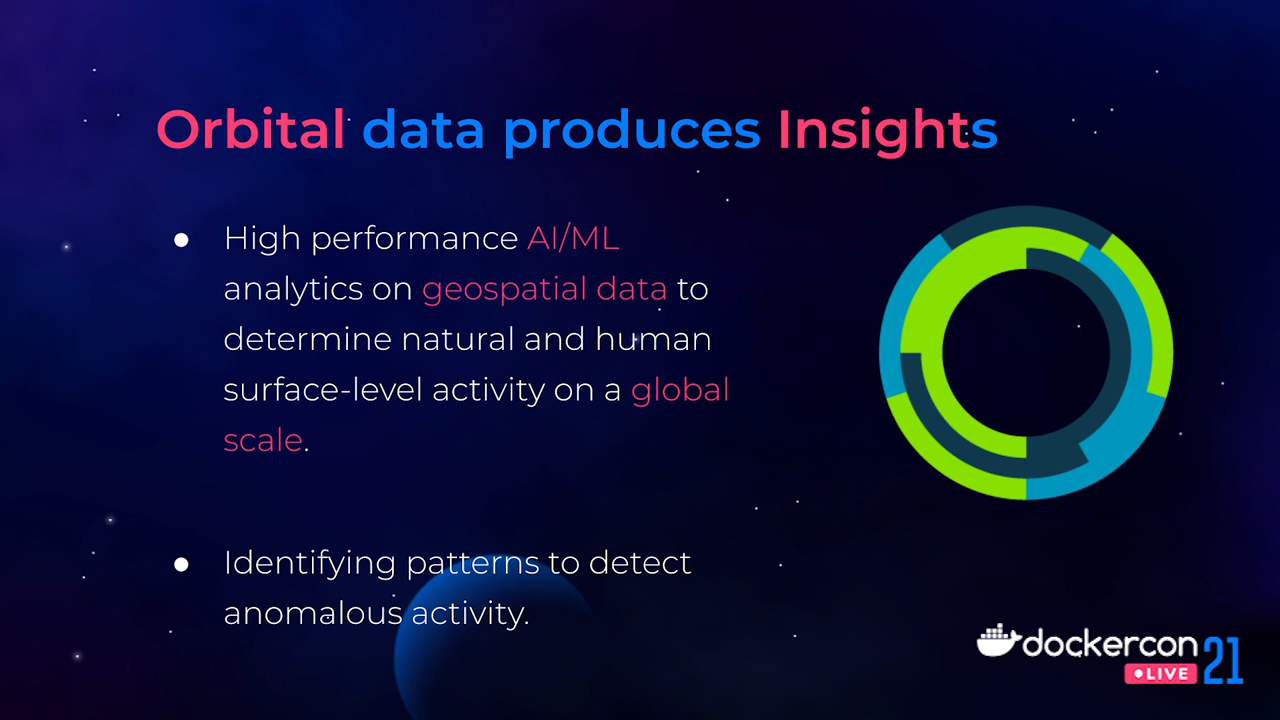 Orbital data produces Insights
● High performance AI/ML
analytics on geospatial data to
determine natural and human
surface-level activity on a global
scale.
● Identifying patterns to detect
anomalous activity.
dockercon
LIVE
21